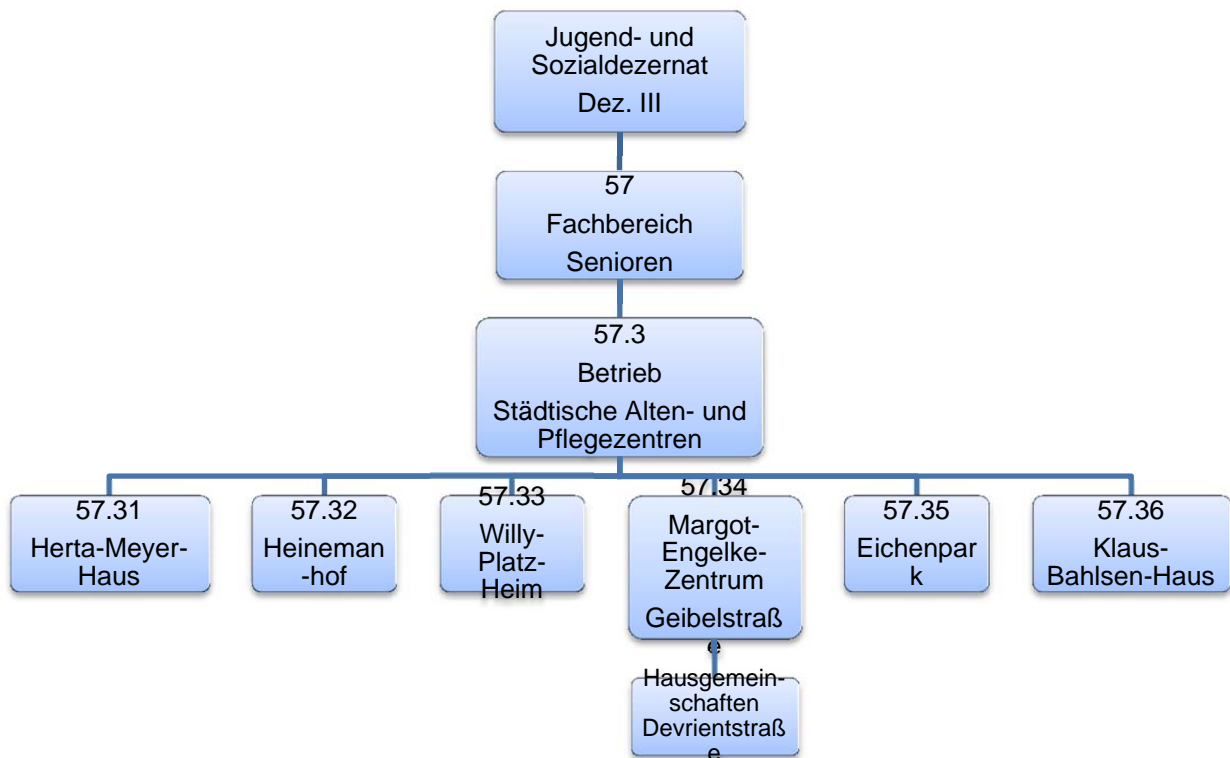 Jugend- und
Sozialdezernat
Dez. III
57
Fachbereich
Senioren
57.3
Betrieb
Städtische Alten- und
Pflegezentren
57.31
Herta-Meyer-
Haus
57.32
Heineman
-hof
57.33
Willy-
Platz-
Heim
57.34
Margot-
Engelke-
Zentrum
Geibelstraß
e
Hausgemein-
schaften
Devrientstraß
e
57.35
Eichenpar
k
57.36
Klaus-
Bahlsen-Haus